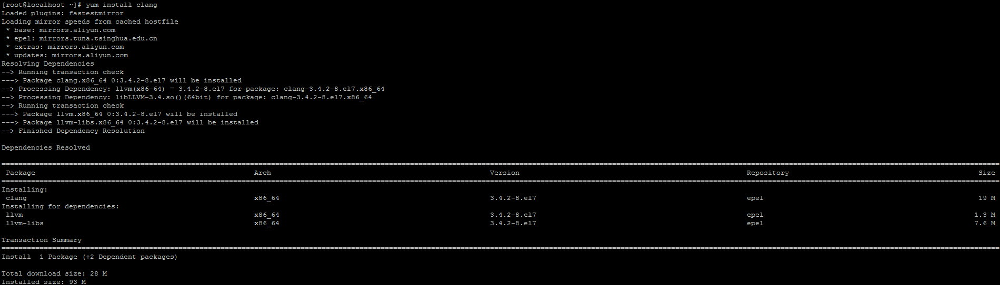 [root@localhost ~]# yum install clang
Loaded plugins: fastestmirror
Loading mirror speeds from cached hostfile
 * base: mirrors.aliyun.com
 * epel: mirrors.tuna.tsinghua.edu.cn
 * extras: mirrors.aliyun.com
 * updates: mirrors.aliyun.com
Resolving Dependencies
--> Running transaction check
---> Package clang.x86_64 0:3.4.2-8.el7 will be installed
--> Processing Dependency: llvm(x86-64) = 3.4.2-8.el7 for package: clang-3.4.2-8.el7.x86_64
--> Processing Dependency: libLLVM-3.4.so()(64bit) for package: clang-3.4.2-8.el7.x86_64
--> Running transaction check
---> Package llvm.x86_64 0:3.4.2-8.el7 will be installed
---> Package llvm-libs.x86_64 0:3.4.2-8.el7 will be installed
--> Finished Dependency Resolution
Dependencies Resolved
Package Arch Version Repository Size
Installing:
clang x86_64 3.4.2-8.el7 epel 19 M
Installing for dependencies:
llvm x86_64 3.4.2-8.el7 epel 1.3 M
llvm-libs x86_64 3.4.2-8.el7 epel 7.6 M
Transaction Summary
Install  1 Package (+2 Dependent packages)
Total download size: 28 M
Installed size: 93 M